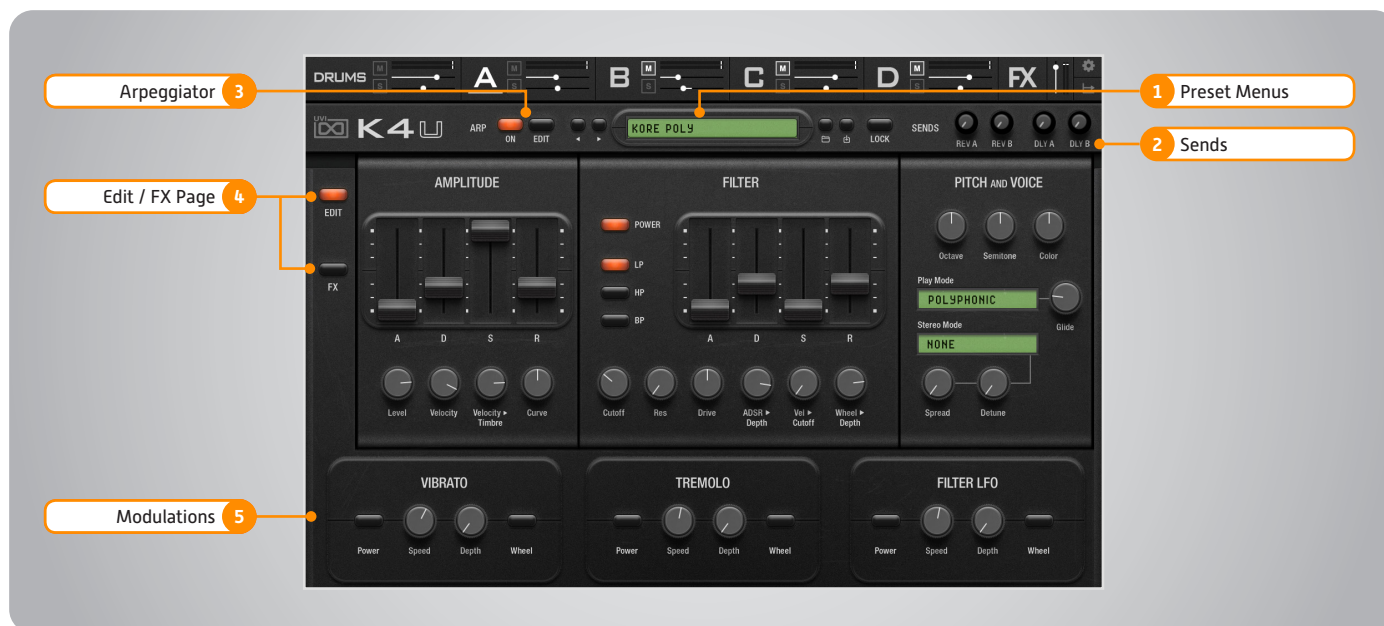 DRUMS M S A M S B M S C M S D M S FX
Arpeggiator 3
1 Preset Menus
UVI K4U ARP ON EDIT KORE POLY LOCK SENDS REV A REV B DLY A DLY B
2 Sends
Edit / FX Page 4
EDIT
FX
AMPLITUDE
A D S R
Level Velocity Velocity ▸ Timbre Curve
FILTER
POWER
LP
HP
BP
A D S R
Cutoff Res Drive ADSR ▸ Depth Vel ▸ Cutoff Wheel ▸ Depth
PITCH AND VOICE
Octave Semitone Color
Play Mode
POLYPHONIC
Glide
Stereo Mode
NONE
Spread Detune
Modulations 5
VIBRATO
Power Speed Depth Wheel
TREMOLO
Power Speed Depth Wheel
FILTER LFO
Power Speed Depth Wheel